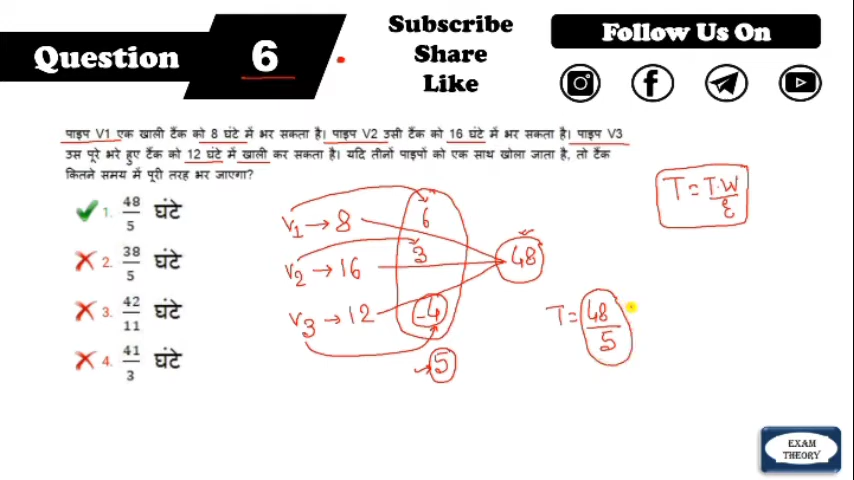 Question
6
Subscribe
Share
Like
Follow Us On
पाइप V1 एक खाली टैंक को 8 घंटे में भर सकता है। पाइप V2 उसी टैंक को 16 घंटे में भर सकता है। पाइप V3
उस पूरे भरे हुए टैंक को 12 घंटे में खाली कर सकता है। यदि तीनों पाइपों को एक साथ खोला जाता है, तो टैंक
कितने समय में पूरी तरह भर जाएगा?
1. 48/5 घंटे
2. 38/5 घंटे
3. 42/11 घंटे
4. 41/3 घंटे
V1 → 8
V2 → 16
V3 → 12
6
3
-4
→ 5
48
T = 48/5
T = T.W/ε
EXAM
THEORY